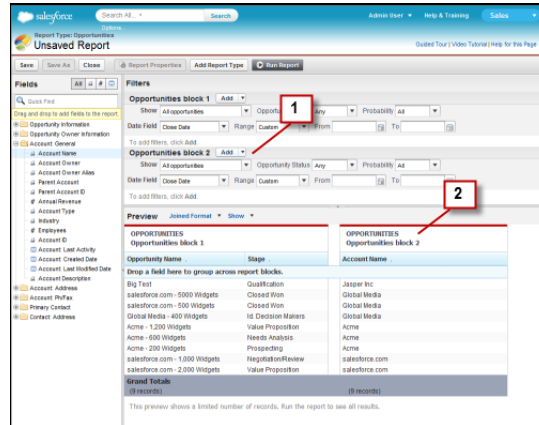 salesforce Search All... Search Admin User Help & Training Sales
Options
Report Type: Opportunities
Unsaved Report
Guided Tour | Video Tutorial | Help for this Page
Save Save As Close Report Properties Add Report Type Run Report
Fields All a # Filters
Quick Find
Drag and drop to add fields to the report.
Opportunity Information
Opportunity Owner Information
Account: General
Account Name
Account Owner
Account Owner Alias
Parent Account
Parent Account ID
# Annual Revenue
Account Type
Industry
# Employees
Account ID
Account: Last Activity
Account: Created Date
Account: Last Modified Date
Account Description
Account: Address
Account: Ph/Fax
Primary Contact
Contact: Address
Opportunities block 1 Add
Show All opportunities Any Probability All
Date Field Close Date Range Custom From To
To add filters, click Add.
1
Opportunities block 2 Add
Show All opportunities Opportunity Status Any Probability All
Date Field Close Date Range Custom From To
To add filters, click Add.
2
Preview Joined Format Show
OPPORTUNITIES OPPORTUNITIES
Opportunities block 1 Opportunities block 2
Opportunity Name Stage Account Name
Drop a field here to group across report blocks.
Big Test Qualification Jasper Inc
salesforce.com - 5000 Widgets Closed Won Global Media
salesforce.com - 500 Widgets Closed Won Global Media
Global Media - 400 Widgets Id. Decision Makers Global Media
Acme - 1,200 Widgets Value Proposition Acme
Acme - 600 Widgets Needs Analysis Acme
Acme - 200 Widgets Prospecting Acme
salesforce.com - 1,000 Widgets Negotiation/Review salesforce.com
salesforce.com - 2,000 Widgets Value Proposition salesforce.com
Grand Totals
(9 records) (9 records)
This preview shows a limited number of records. Run the report to see all results.